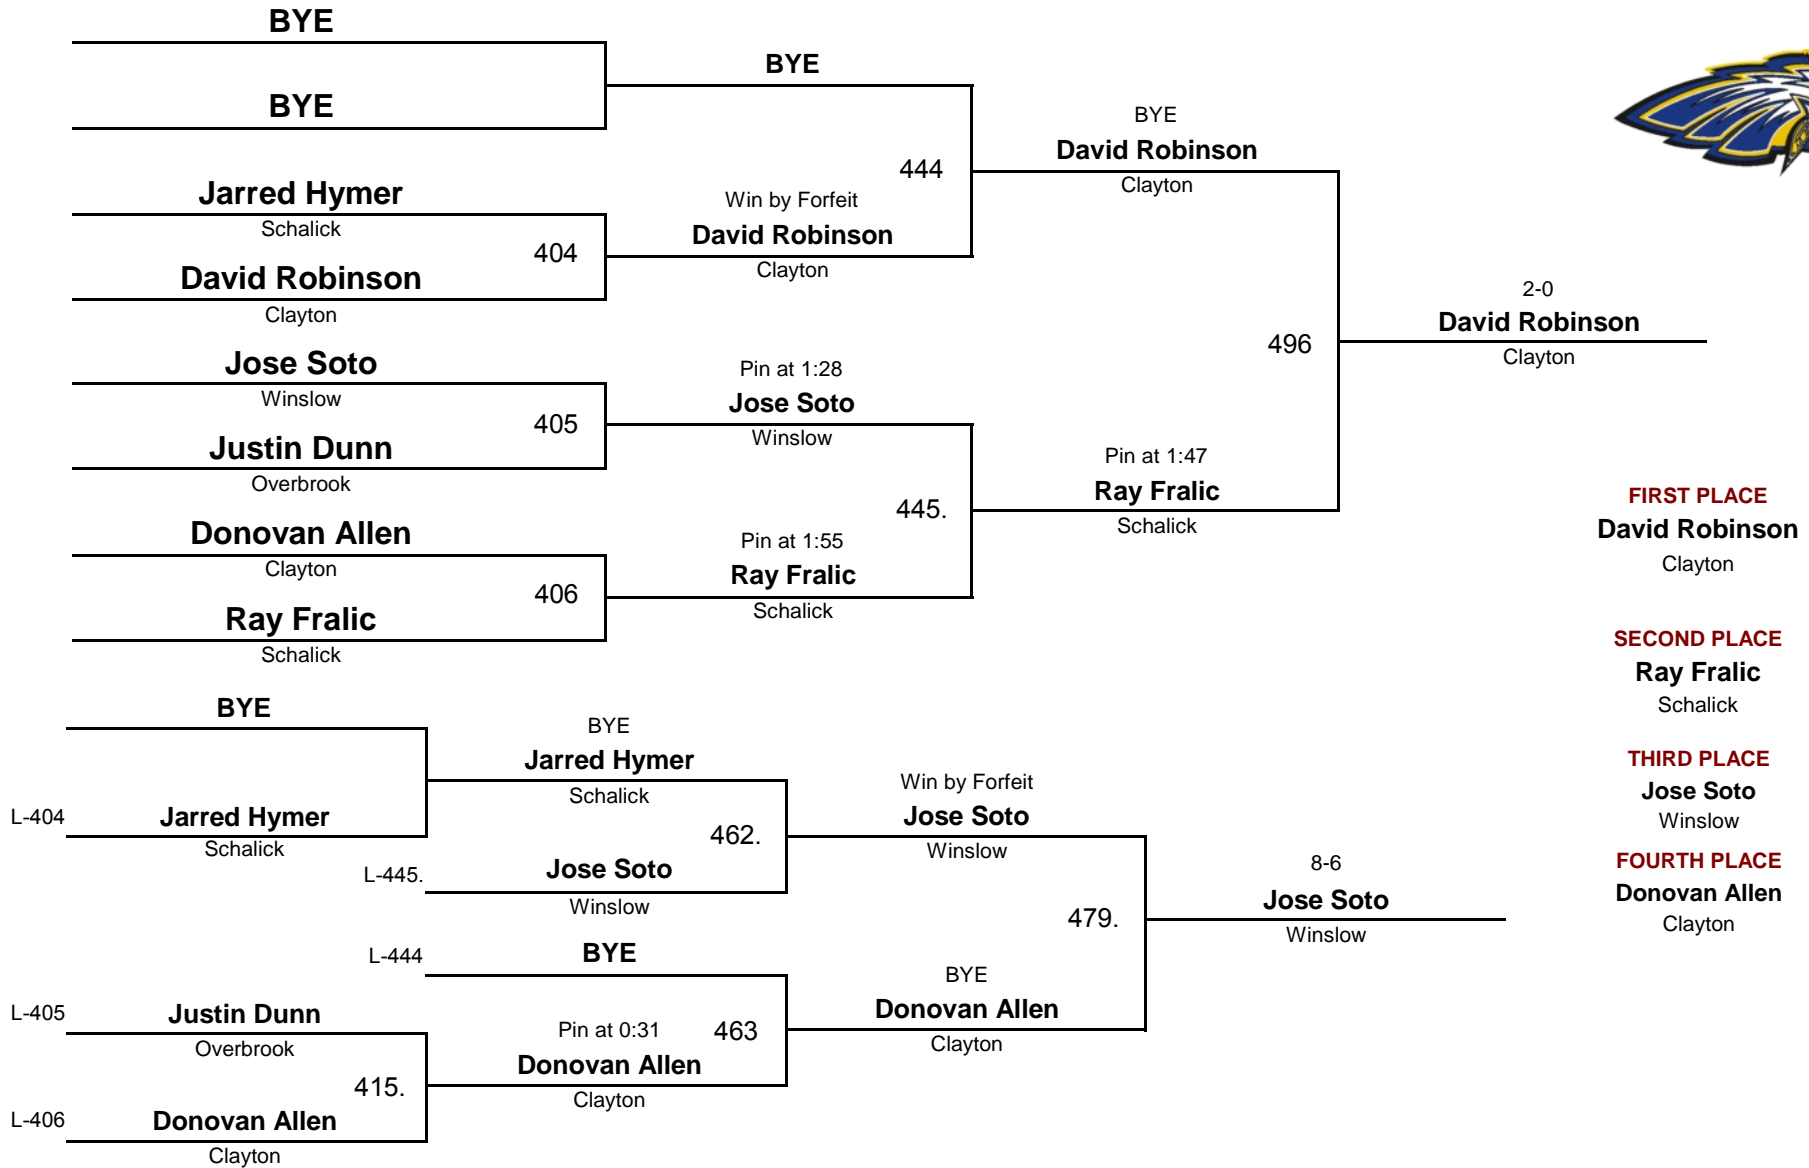 BYE
BYE
BYE
BYE
David Robinson
Clayton
444
Jarred Hymer
Schalick
Win by Forfeit
David Robinson
Clayton
404
David Robinson
Clayton
2-0
David Robinson
Clayton
496
Jose Soto
Winslow
Pin at 1:28
Jose Soto
Winslow
405
Justin Dunn
Overbrook
Pin at 1:47
Ray Fralic
Schalick
445.
Donovan Allen
Clayton
Pin at 1:55
Ray Fralic
Schalick
406
Ray Fralic
Schalick
FIRST PLACE
David Robinson
Clayton
SECOND PLACE
Ray Fralic
Schalick
THIRD PLACE
Jose Soto
Winslow
FOURTH PLACE
Donovan Allen
Clayton
BYE
BYE
Jarred Hymer
Schalick
L-404
Jarred Hymer
Schalick
Win by Forfeit
Jose Soto
Winslow
462.
L-445.
Jose Soto
Winslow
8-6
Jose Soto
Winslow
479.
L-444
BYE
BYE
Donovan Allen
Clayton
L-405
Justin Dunn
Overbrook
Pin at 0:31
463
Donovan Allen
Clayton
415.
L-406
Donovan Allen
Clayton